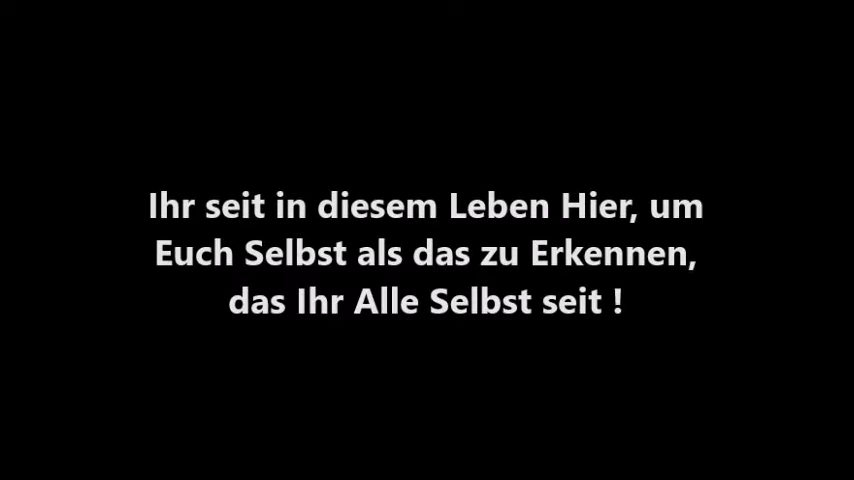 Ihr seit in diesem Leben Hier, um
Euch Selbst als das zu Erkennen,
das Ihr Alle Selbst seit !